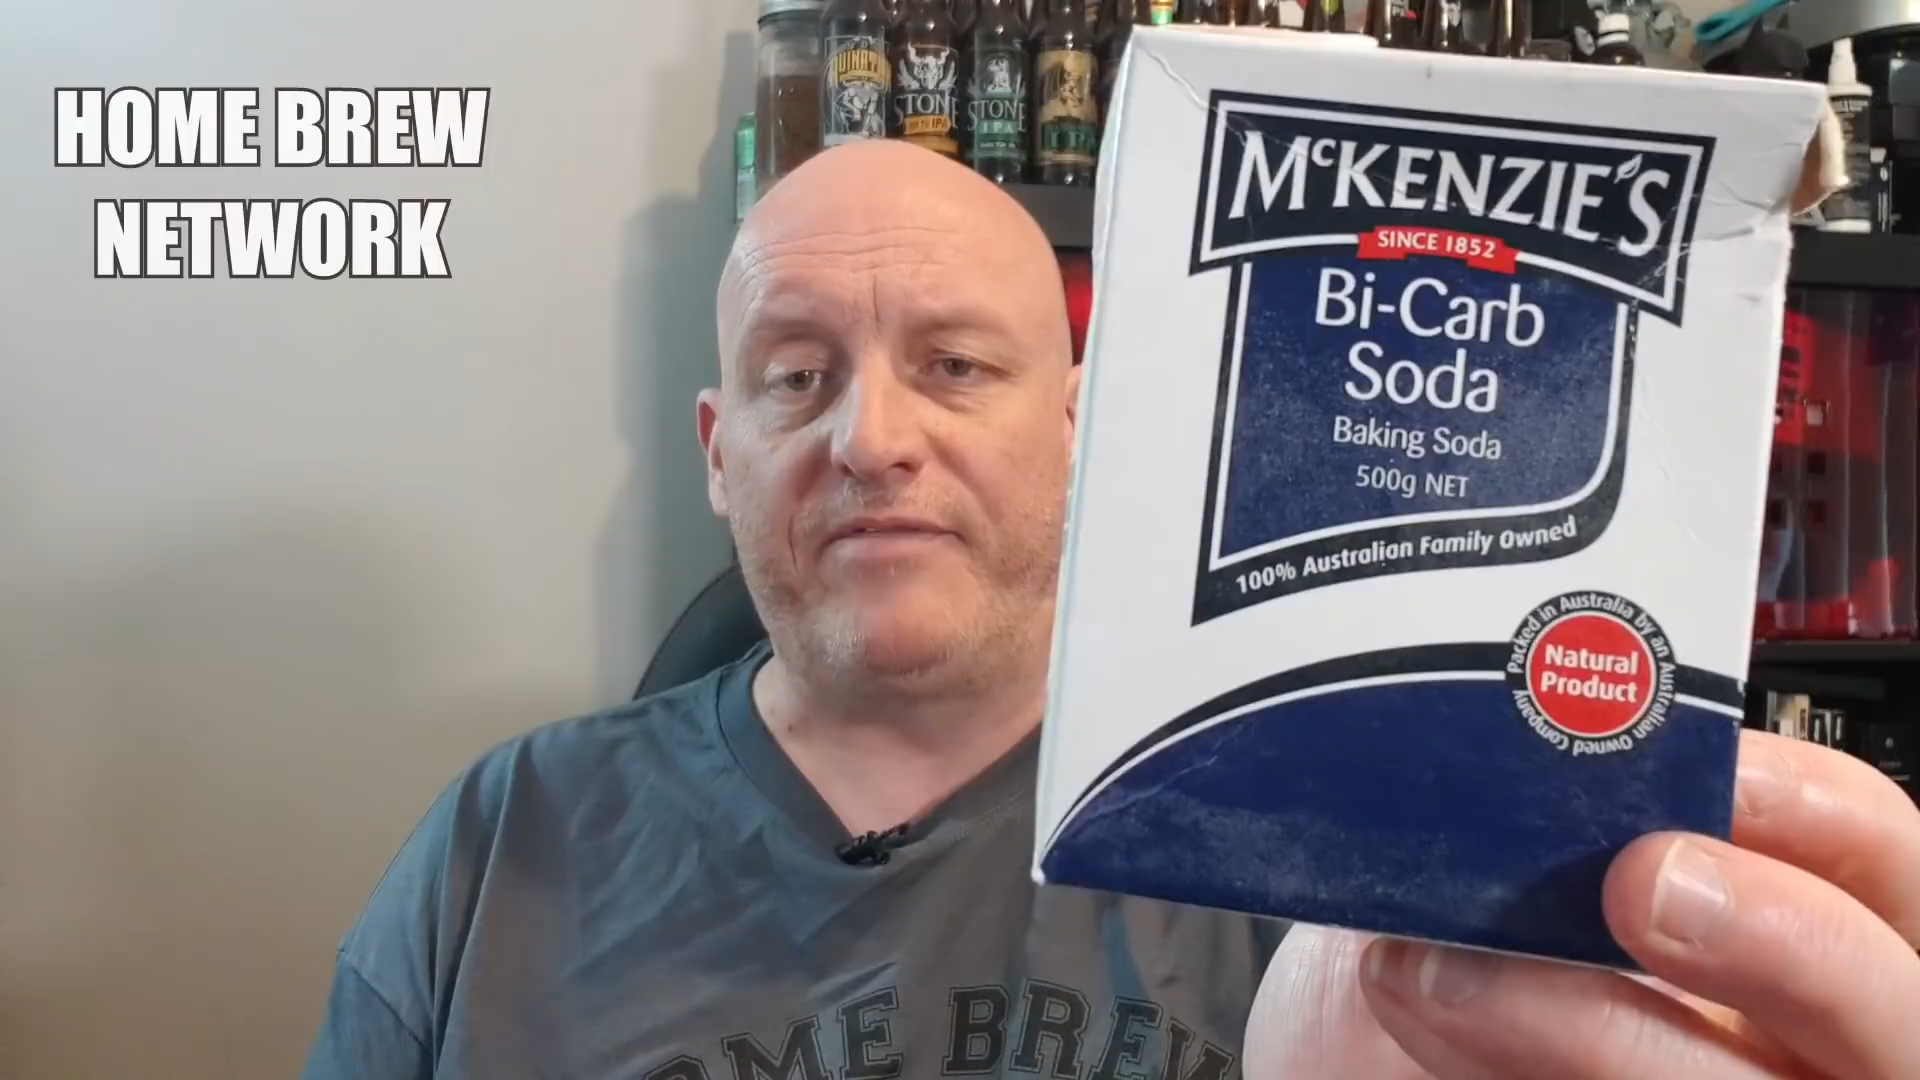 HOME BREW
NETWORK
STONE
IPA
STONE
IPA
McKENZIE'S
SINCE 1852
Bi-Carb
Soda
Baking Soda
500g NET
100% Australian Family Owned
Packed in Australia by an Australian Owned Company
Natural
Product
BREW